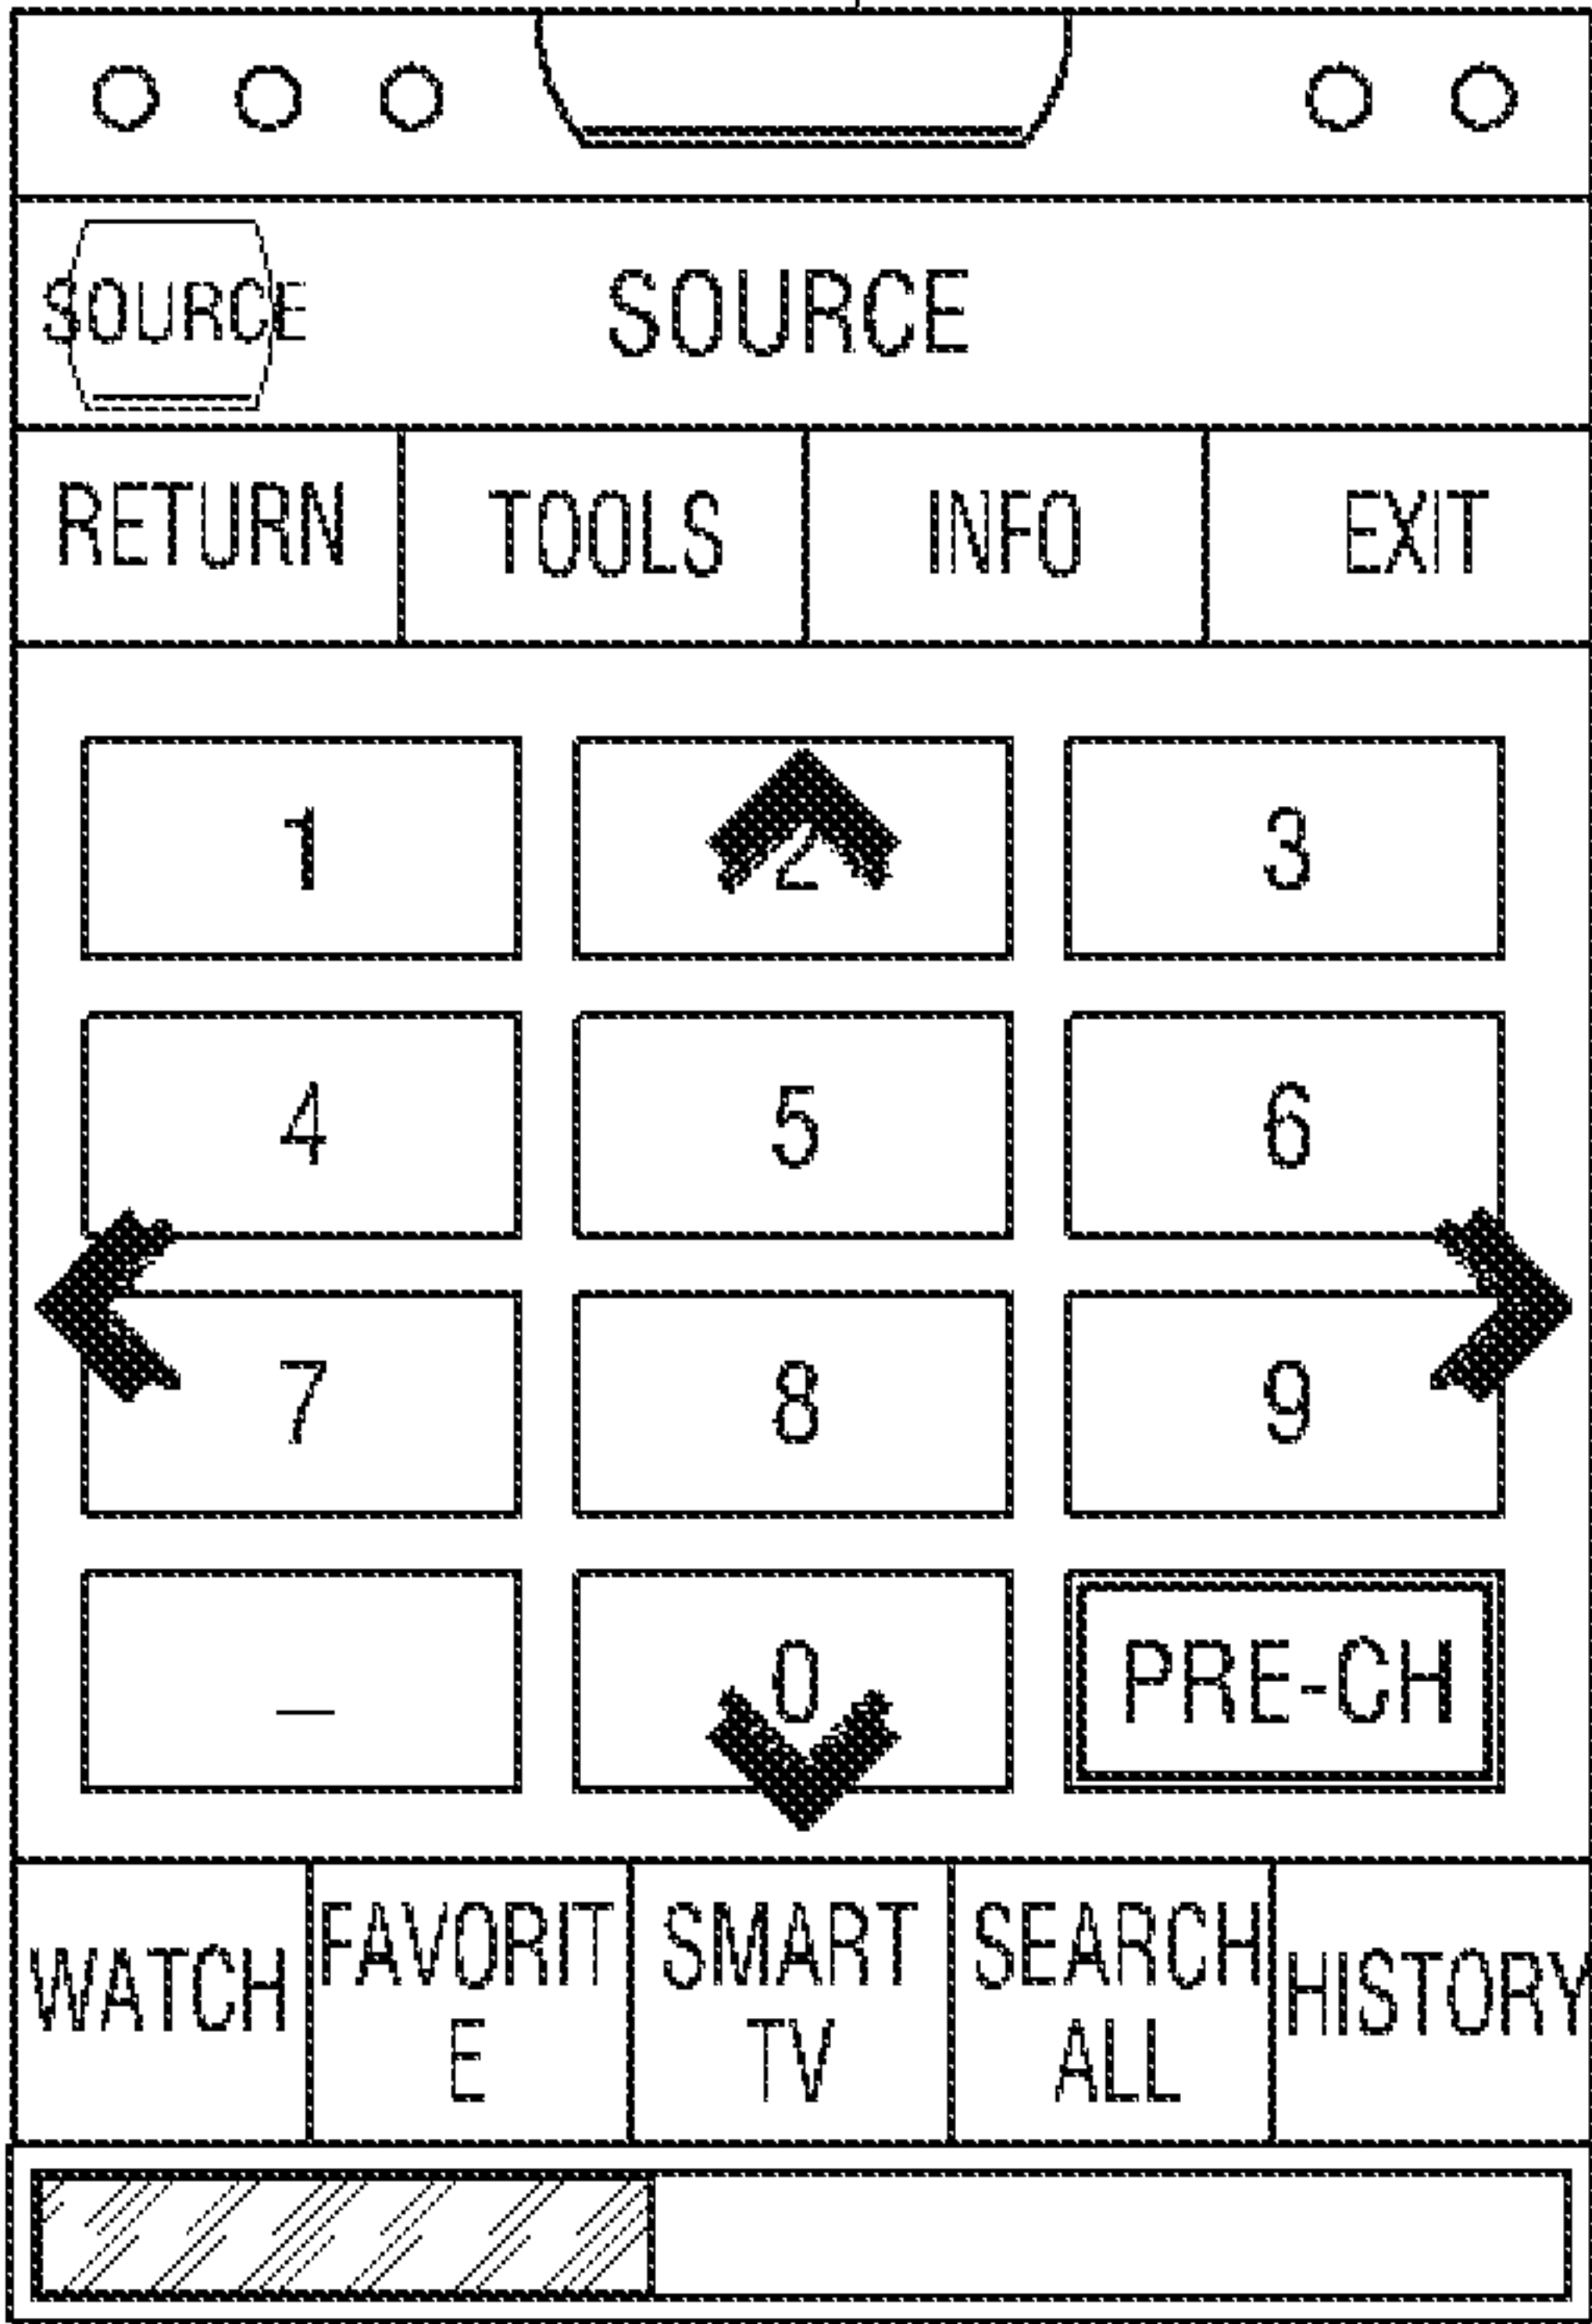 SOURCE SOURCE
RETURN TOOLS INFO EXIT
1 2 3
4 5 6
7 8 9
– 0 PRE-CH
WATCH FAVORIT
E SMART
TV SEARCH
ALL HISTORY